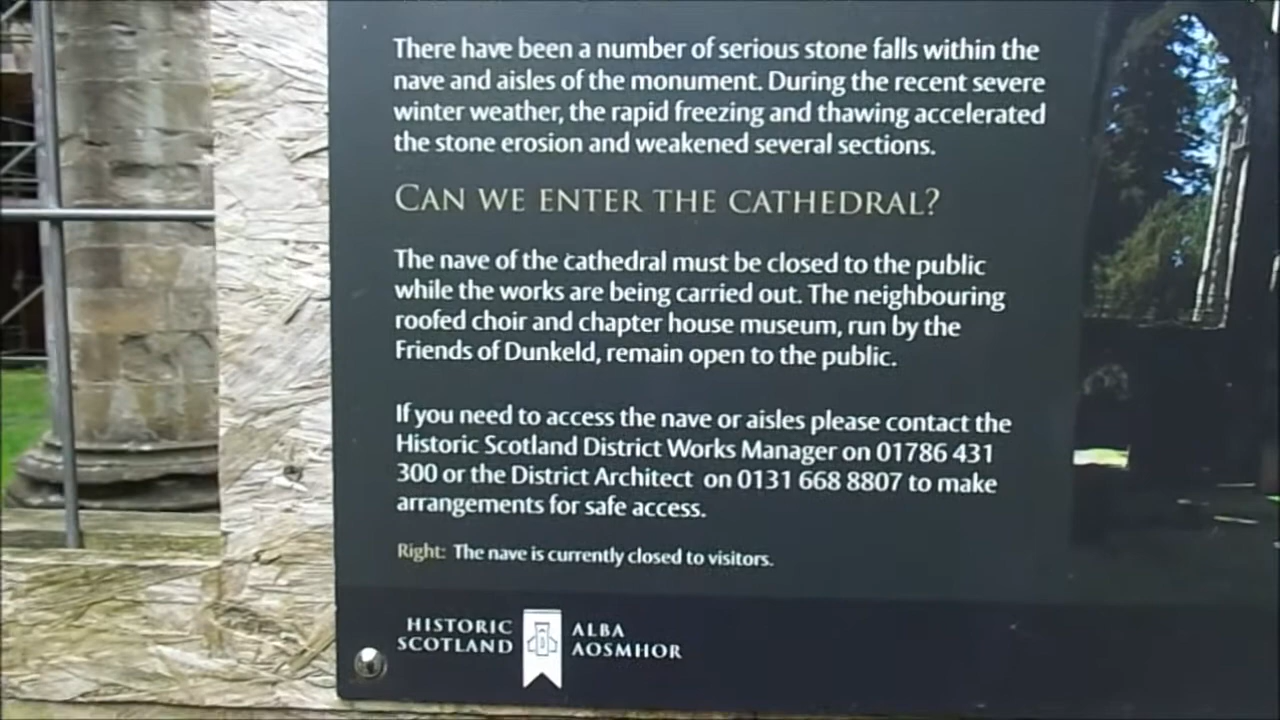 There have been a number of serious stone falls within the
nave and aisles of the monument. During the recent severe
winter weather, the rapid freezing and thawing accelerated
the stone erosion and weakened several sections.
CAN WE ENTER THE CATHEDRAL?
The nave of the cathedral must be closed to the public
while the works are being carried out. The neighbouring
roofed choir and chapter house museum, run by the
Friends of Dunkeld, remain open to the public.
If you need to access the nave or aisles please contact the
Historic Scotland District Works Manager on 01786 431
300 or the District Architect on 0131 668 8807 to make
arrangements for safe access.
Right: The nave is currently closed to visitors.
HISTORIC
SCOTLAND
ALBA
AOSMHOR